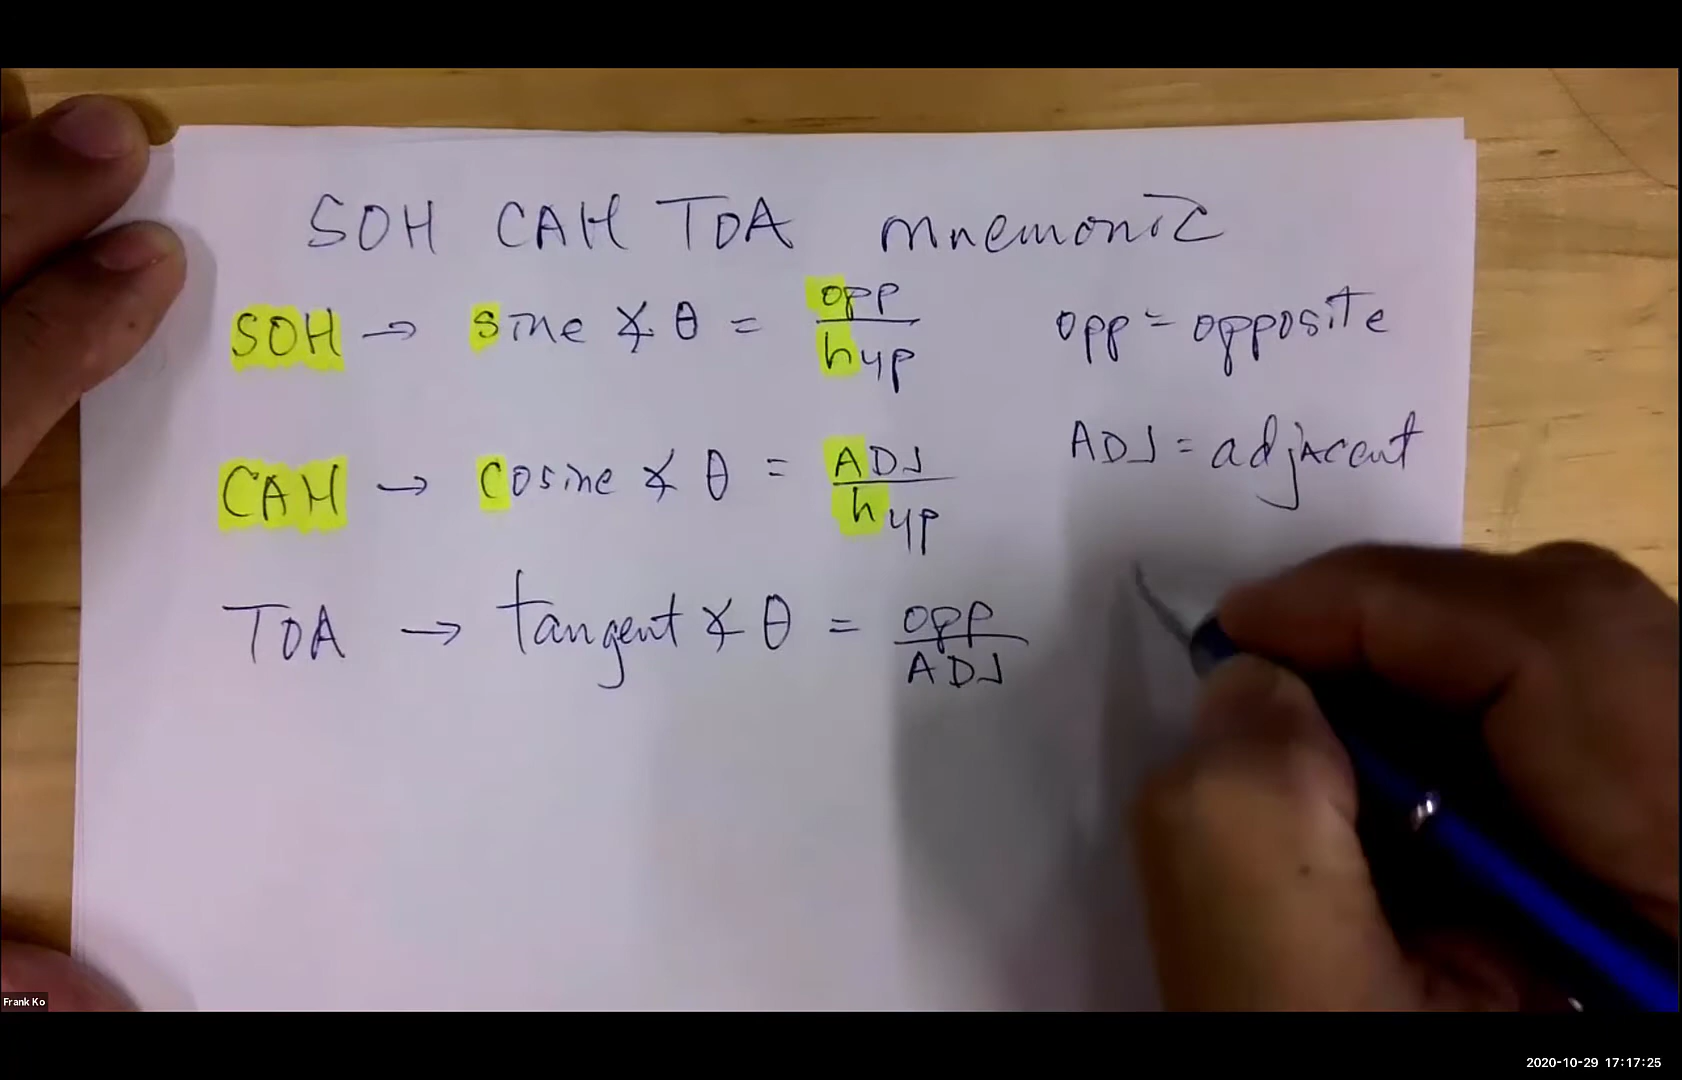 SOH CAH TOA mnemonic
SOH → sine ∡ θ = opp/hyp
opp = opposite
CAH → cosine ∡ θ = ADJ/hyp
ADJ = adjacent
TOA → tangent ∡ θ = opp/ADJ
Frank Ko
2020-10-29 17:17:25